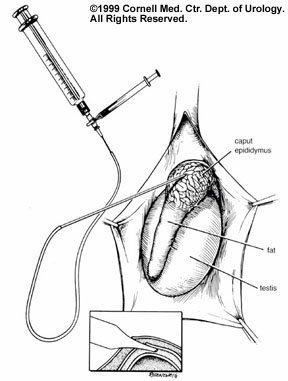 ©1999 Cornell Med. Ctr. Dept. of Urology.
All Rights Reserved.
caput
epididymus
fat
testis